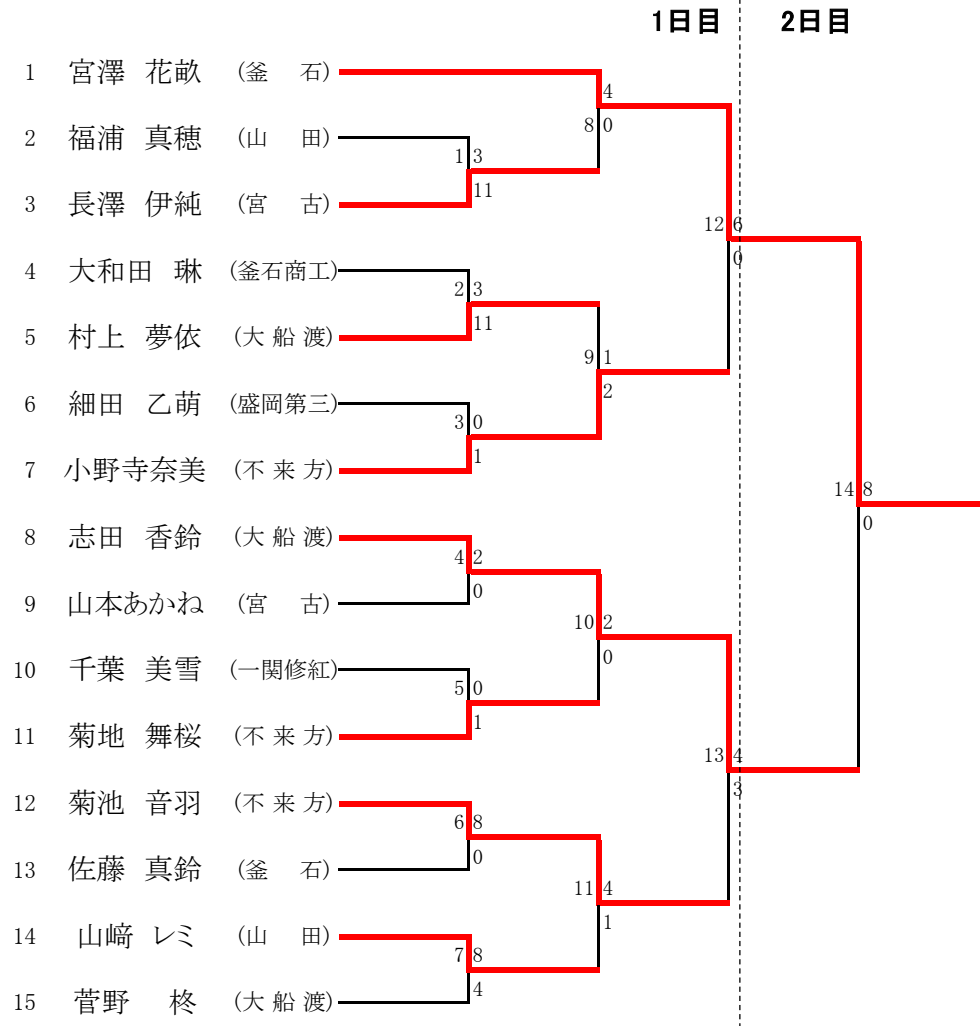 1日目 2日目
1 宮澤 花畝 (釜 石)
4
8 0
2 福浦 真穂 (山 田)
1 3
11
3 長澤 伊純 (宮 古)
12 6
0
4 大和田 琳 (釜石商工)
2 3
11
5 村上 夢依 (大 船 渡)
9 1
2
6 細田 乙萌 (盛岡第三)
3 0
1
7 小野寺奈美 (不 来 方)
14 8
0
8 志田 香鈴 (大 船 渡)
4 2
0
9 山本あかね (宮 古)
10 2
0
10 千葉 美雪 (一関修紅)
5 0
1
11 菊地 舞桜 (不 来 方)
13 4
3
12 菊池 音羽 (不 来 方)
6 8
0
13 佐藤 真鈴 (釜 石)
11 4
1
14 山﨑 レミ (山 田)
7 8
4
15 菅野 柊 (大 船 渡)